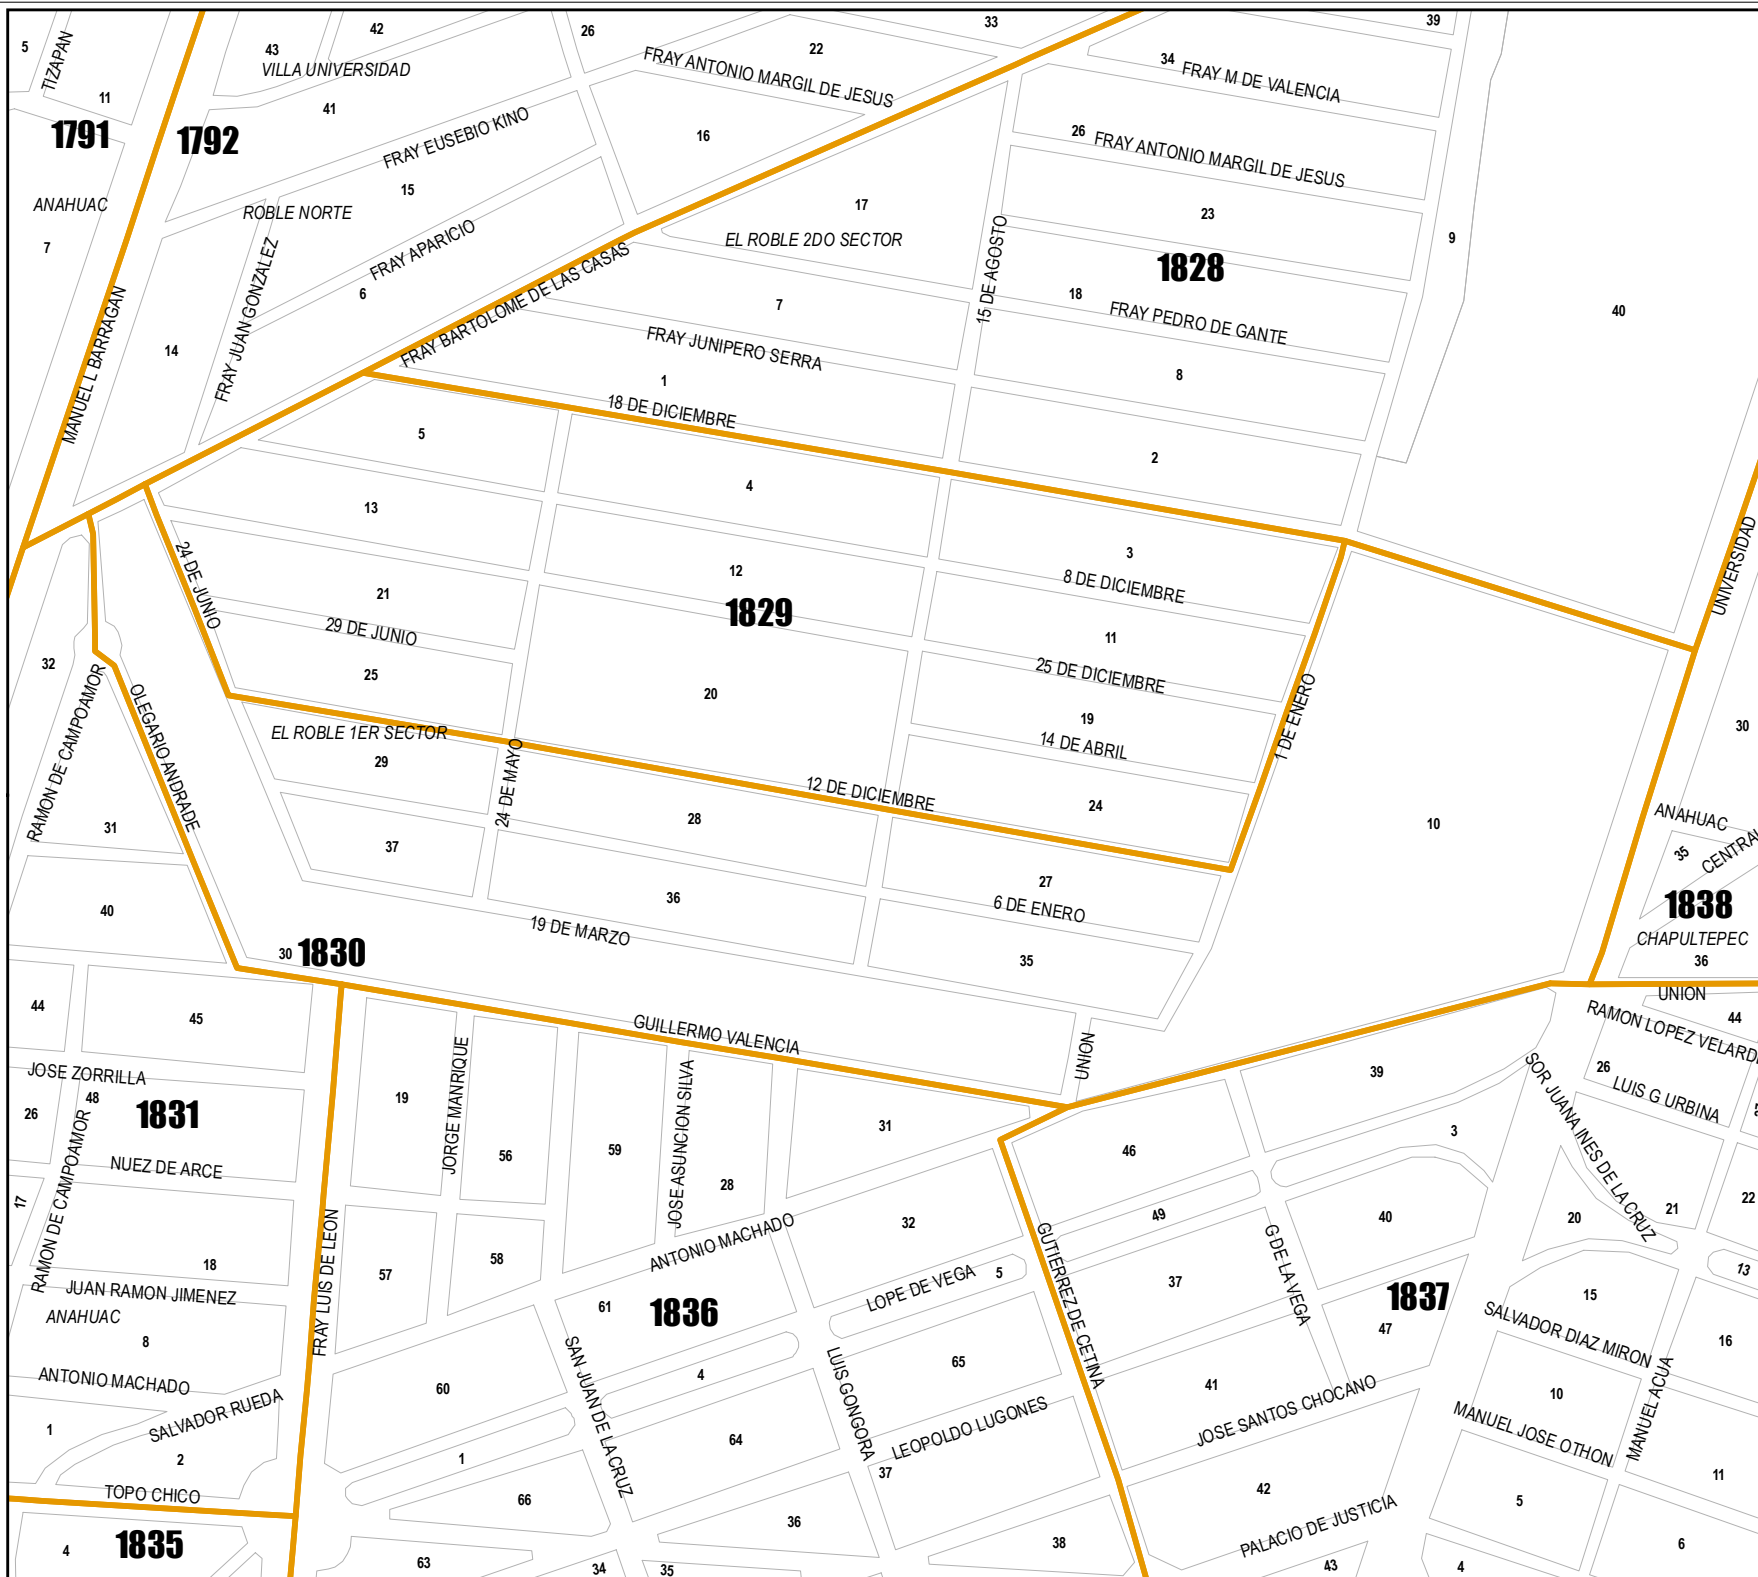 5
TIZAPAN
11
43
42
26
22
33
39
VILLA UNIVERSIDAD
FRAY ANTONIO MARGIL DE JESUS
34
FRAY M DE VALENCIA
41
1791
1792
FRAY EUSEBIO KINO
16
26
FRAY ANTONIO MARGIL DE JESUS
ANAHUAC
7
15
ROBLE NORTE
17
EL ROBLE 2DO SECTOR
23
9
FRAY JUAN GONZALEZ
FRAY APARICIO
6
FRAY BARTOLOME DE LAS CASAS
15 DE AGOSTO
1828
18
FRAY PEDRO DE GANTE
40
MANUEL L BARRAGAN
14
7
FRAY JUNIPERO SERRA
1
18 DE DICIEMBRE
8
2
5
4
13
3
8 DE DICIEMBRE
UNIVERSIDAD
24 DE JUNIO
21
29 DE JUNIO
25
12
1829
20
11
25 DE DICIEMBRE
19
14 DE ABRIL
24
1 DE ENERO
32
RAMON DE CAMPOAMOR
OLEGARIO ANDRADE
31
EL ROBLE 1ER SECTOR
29
24 DE MAYO
12 DE DICIEMBRE
28
37
30
10
ANAHUAC
35
CENTRAL
1838
CHAPULTEPEC
36
40
36
27
6 DE ENERO
19 DE MARZO
35
30
1830
44
45
GUILLERMO VALENCIA
UNION
UNION
44
RAMON LOPEZ VELARDE
JOSE ZORRILLA
26
48
1831
19
JORGE MANRIQUE
56
59
JOSE ASUNCION SILVA
28
31
39
SOR JUANA INES DE LA CRUZ
26
LUIS G URBINA
46
3
NUEZ DE ARCE
17
RAMON DE CAMPOAMOR
18
JUAN RAMON JIMENEZ
ANAHUAC
8
FRAY LUIS DE LEON
57
58
ANTONIO MACHADO
32
49
40
20
21
22
13
LOPE DE VEGA
5
GUTIERREZ DE CETINA
37
G DE LA VEGA
1837
47
15
SALVADOR DIAZ MIRON
16
61
1836
ANTONIO MACHADO
SALVADOR RUEDA
1
2
TOPO CHICO
60
SAN JUAN DE LA CRUZ
4
LUIS GONGORA
65
41
JOSE SANTOS CHOCANO
10
MANUEL JOSE OTHON
MANUEL ACUA
11
1
64
LEOPOLDO LUGONES
37
42
PALACIO DE JUSTICIA
5
66
36
38
6
4
1835
63
34
35
43
4